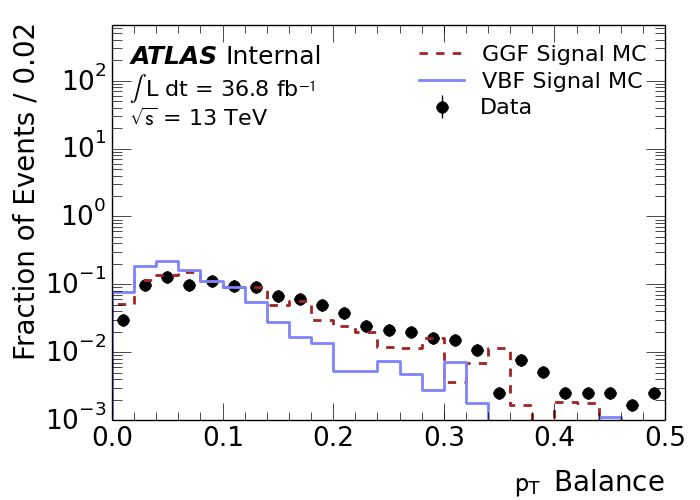 ATLAS Internal
∫L dt = 36.8 fb⁻¹
√s = 13 TeV
GGF Signal MC
VBF Signal MC
Data
Fraction of Events / 0.02
10²
10¹
10⁰
10⁻¹
10⁻²
10⁻³
0.0 0.1 0.2 0.3 0.4 0.5
p_T Balance